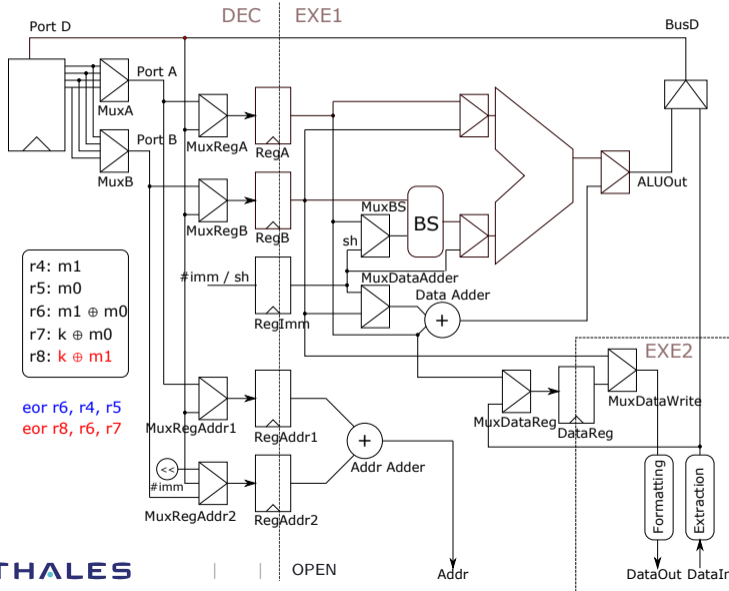 DEC
EXE1
Port D
BusD
Port A
MuxA
MuxRegA
RegA
Port B
MuxB
MuxRegB
RegB
MuxBS
BS
sh
ALUOut
#imm / sh
RegImm
MuxDataAdder
Data Adder
+
r4: m1
r5: m0
r6: m1 ⊕ m0
r7: k ⊕ m0
r8: k ⊕ m1
eor r6, r4, r5
eor r8, r6, r7
EXE2
MuxDataWrite
MuxDataReg
DataReg
MuxRegAddr1
RegAddr1
+
Addr Adder
<<
#imm
MuxRegAddr2
RegAddr2
Formatting
Extraction
THALES
| |
OPEN
Addr
DataOut
DataIn